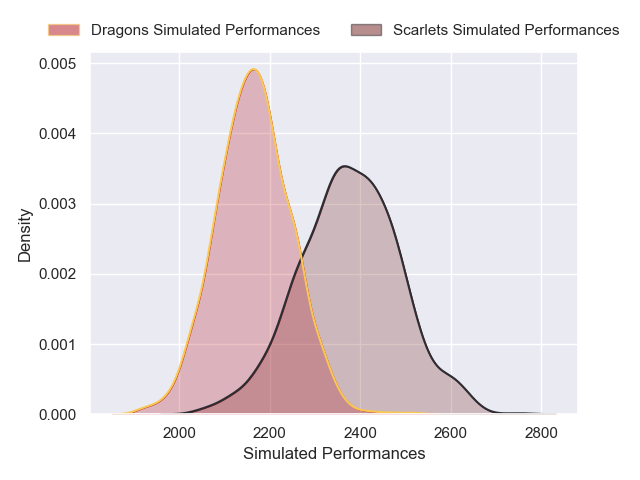 Dragons Simulated Performances Scarlets Simulated Performances
0.005
0.004
0.003
0.002
0.001
0.000
Density
2000 2200 2400 2600 2800
Simulated Performances